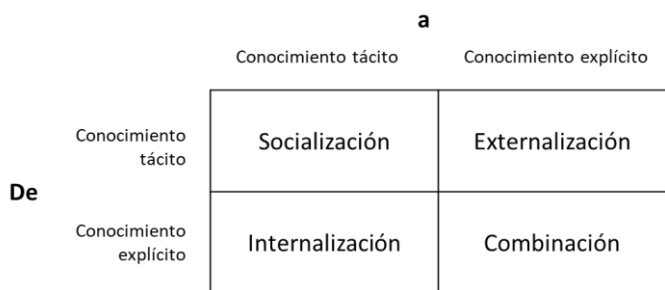 a
Conocimiento tácito Conocimiento explícito
Conocimiento
tácito
Socialización Externalización
De
Conocimiento
explícito
Internalización Combinación